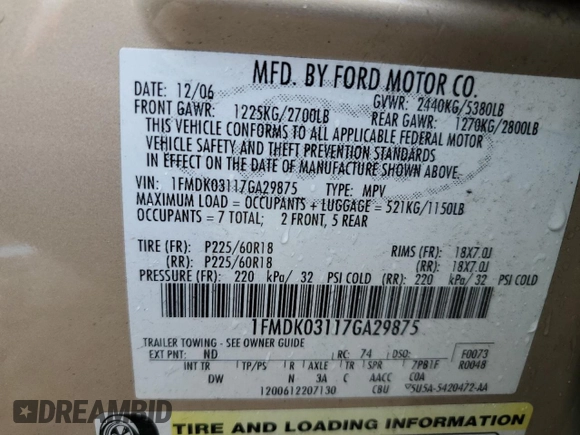 MFD. BY FORD MOTOR CO.
DATE: 12/06 GVWR: 2440KG/5380LB
FRONT GAWR: 1225KG/2700LB REAR GAWR: 1270KG/2800LB
THIS VEHICLE CONFORMS TO ALL APPLICABLE FEDERAL MOTOR
VEHICLE SAFETY AND THEFT PREVENTION STANDARDS
IN EFFECT ON THE DATE OF MANUFACTURE SHOWN ABOVE.
VIN: 1FMDK03117GA29875 TYPE: MPV
MAXIMUM LOAD = OCCUPANTS + LUGGAGE = 521KG/1150LB
OCCUPANTS = 7 TOTAL; 2 FRONT, 5 REAR
TIRE (FR): P225/60R18 RIMS (FR): 18X7.0J
(RR): P225/60R18 (RR): 18X7.0J
PRESSURE (FR): 220 kPa/ 32 PSI COLD (RR): 220 kPa/ 32 PSI COLD
1FMDK03117GA29875
TRAILER TOWING - SEE OWNER GUIDE
EXT PNT: ND RC: 74 DSO: F0073
INT TR TP/PS R AXLE TR SPR 7PB1F R0048
DW N 3A C AACC COA
1200612207130 CBU 5U5A-5420472-AA
TIRE AND LOADING INFORMATION
DREAMBID